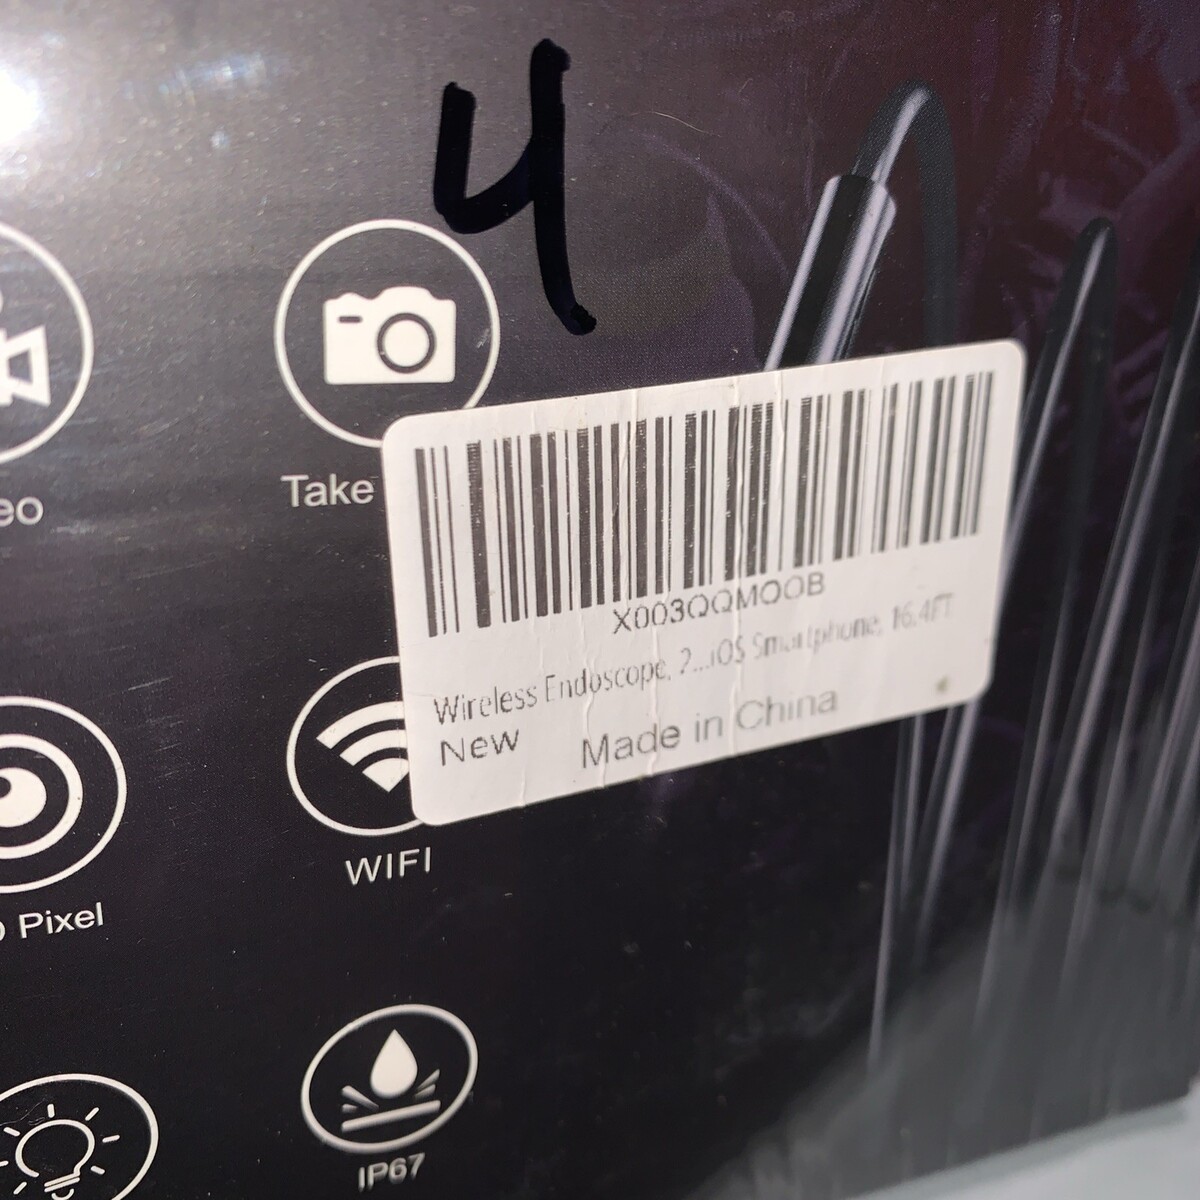 4
eo
Take
X003QQMOOB
Wireless Endoscope, 2...iOS Smartphone, 16.4FT
New Made in China
WIFI
Pixel
IP67